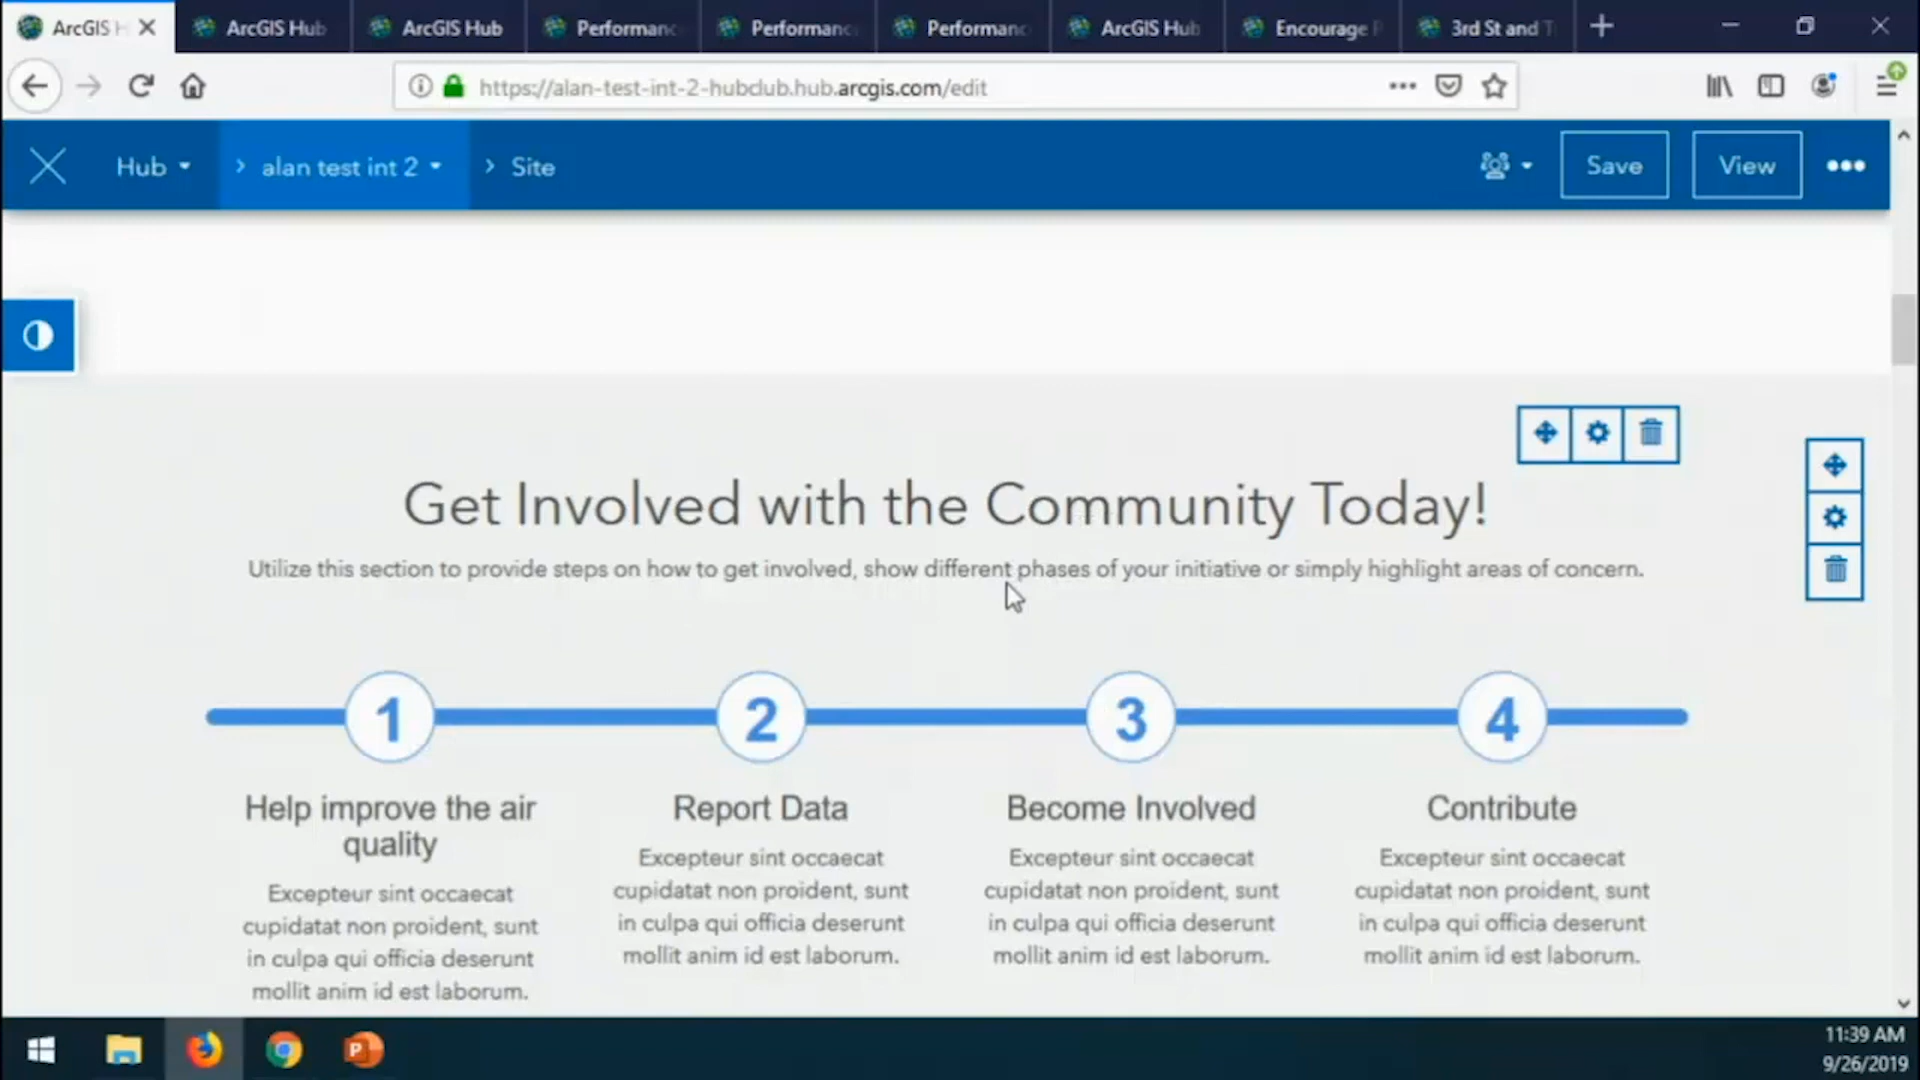 ArcGIS H
ArcGIS Hub
ArcGIS Hub
Performanc
Performanc
Performanc
ArcGIS Hub
Encourage P
3rd St and T
https://alan-test-int-2-hubclub.hub.arcgis.com/edit
Hub
alan test int 2
Site
Save
View
Get Involved with the Community Today!
Utilize this section to provide steps on how to get involved, show different phases of your initiative or simply highlight areas of concern.
1
2
3
4
Help improve the air
quality
Excepteur sint occaecat
cupidatat non proident, sunt
in culpa qui officia deserunt
mollit anim id est laborum.
Report Data
Excepteur sint occaecat
cupidatat non proident, sunt
in culpa qui officia deserunt
mollit anim id est laborum.
Become Involved
Excepteur sint occaecat
cupidatat non proident, sunt
in culpa qui officia deserunt
mollit anim id est laborum.
Contribute
Excepteur sint occaecat
cupidatat non proident, sunt
in culpa qui officia deserunt
mollit anim id est laborum.
11:39 AM
9/26/2019